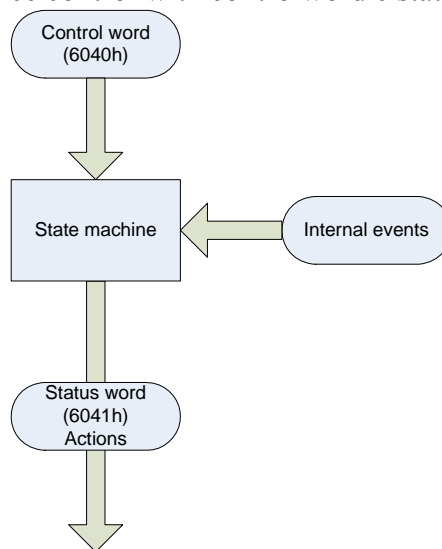 Control word
(6040h)
State machine
Internal events
Status word
(6041h)
Actions